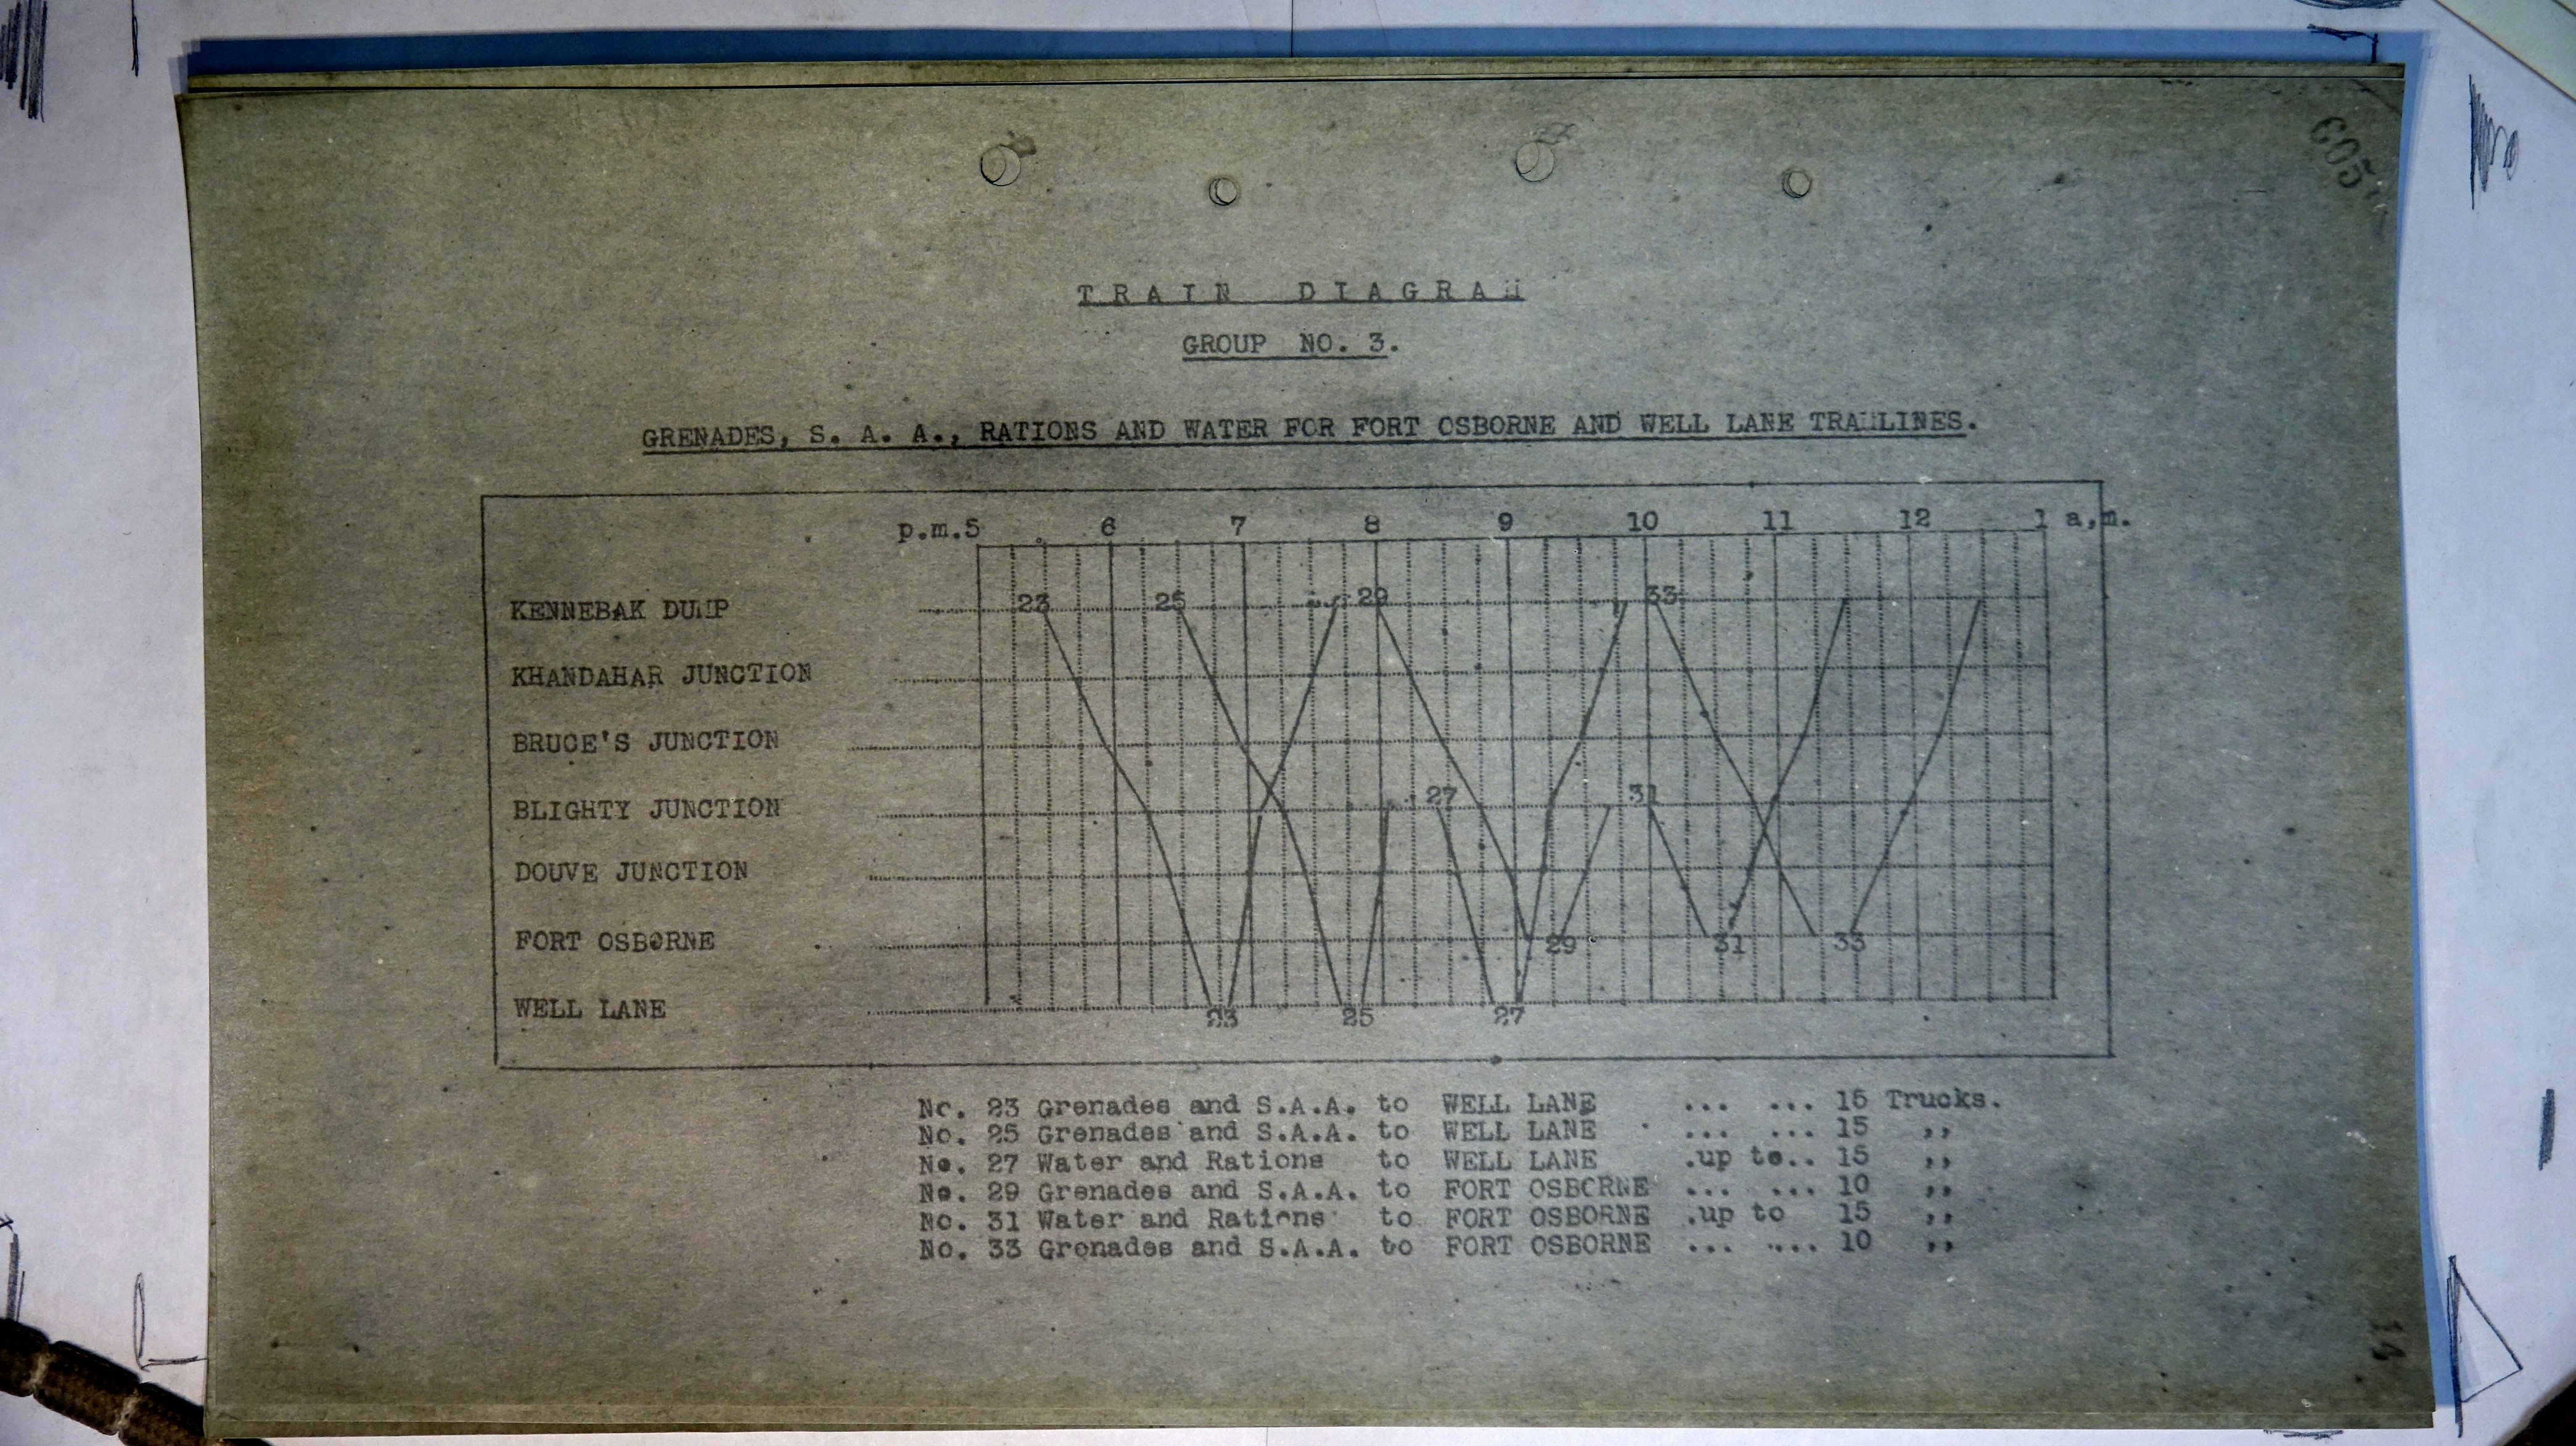 C05
TRAIN DIAGRAM
GROUP NO. 3.
GRENADES, S. A. A., RATIONS AND WATER FOR FORT OSBORNE AND WELL LANE TRAMLINES.
p.m.5 6 7 8 9 10 11 12 1 a,m.
KENNEBAK DUMP 23 25 29 33
KHANDAHAR JUNCTION
BRUCE'S JUNCTION
BLIGHTY JUNCTION 27 31
DOUVE JUNCTION
FORT OSBORNE 29 31 33
WELL LANE 23 25 27
No. 23 Grenades and S.A.A. to WELL LANE ... ... 15 Trucks.
No. 25 Grenades and S.A.A. to WELL LANE ... ... 15 ,,
No. 27 Water and Rations to WELL LANE .up to.. 15 ,,
No. 29 Grenades and S.A.A. to FORT OSBORNE ... ... 10 ,,
No. 31 Water and Rations to FORT OSBORNE .up to 15 ,,
No. 33 Grenades and S.A.A. to FORT OSBORNE ... .... 10 ,,
14